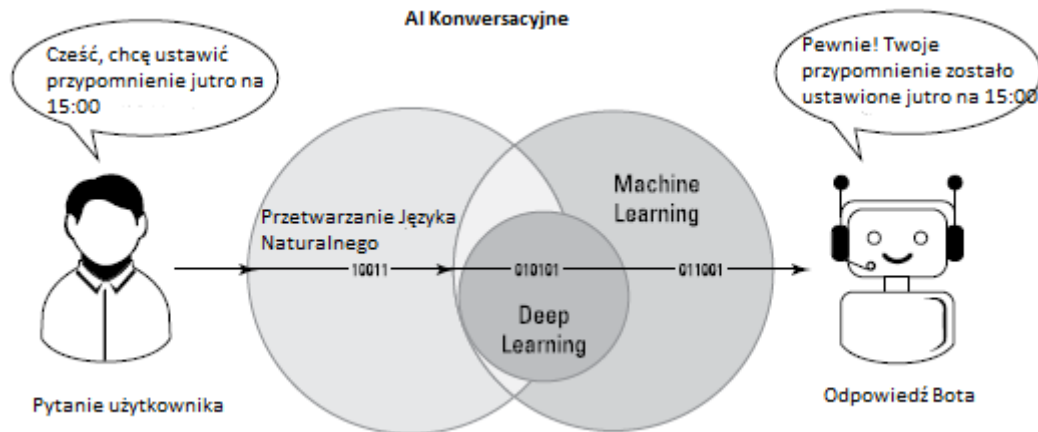 AI Konwersacyjne
Cześć, chcę ustawić
przypomnienie jutro na
15:00
Pewnie! Twoje
przypomnienie zostało
ustawione jutro na 15:00
Przetwarzanie Języka
Naturalnego
Machine
Learning
10011
010101
011001
Deep
Learning
Pytanie użytkownika
Odpowiedź Bota